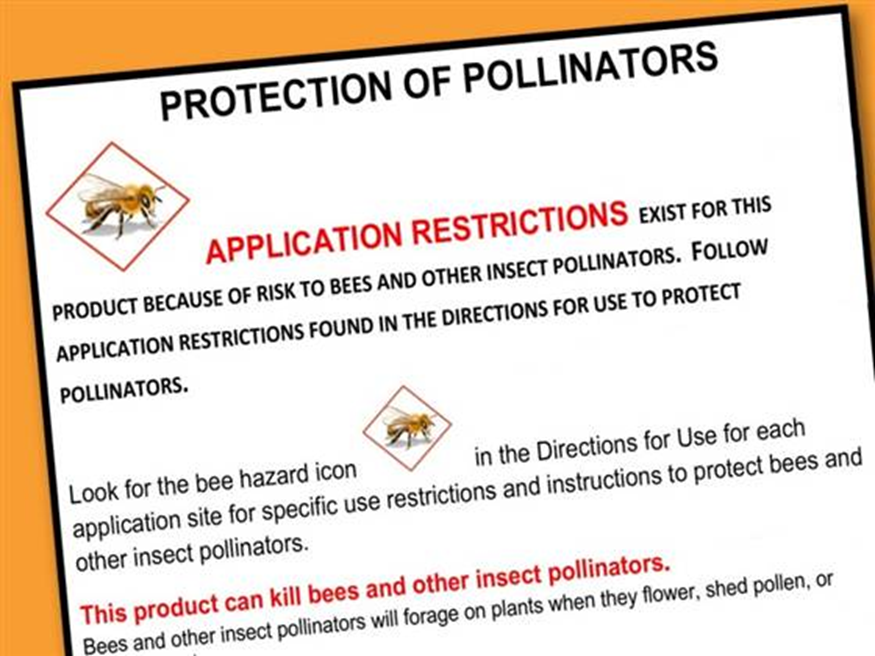 PROTECTION OF POLLINATORS
APPLICATION RESTRICTIONS EXIST FOR THIS
PRODUCT BECAUSE OF RISK TO BEES AND OTHER INSECT POLLINATORS. FOLLOW
APPLICATION RESTRICTIONS FOUND IN THE DIRECTIONS FOR USE TO PROTECT
POLLINATORS.
Look for the bee hazard icon in the Directions for Use for each
application site for specific use restrictions and instructions to protect bees and
other insect pollinators.
This product can kill bees and other insect pollinators.
Bees and other insect pollinators will forage on plants when they flower, shed pollen, or